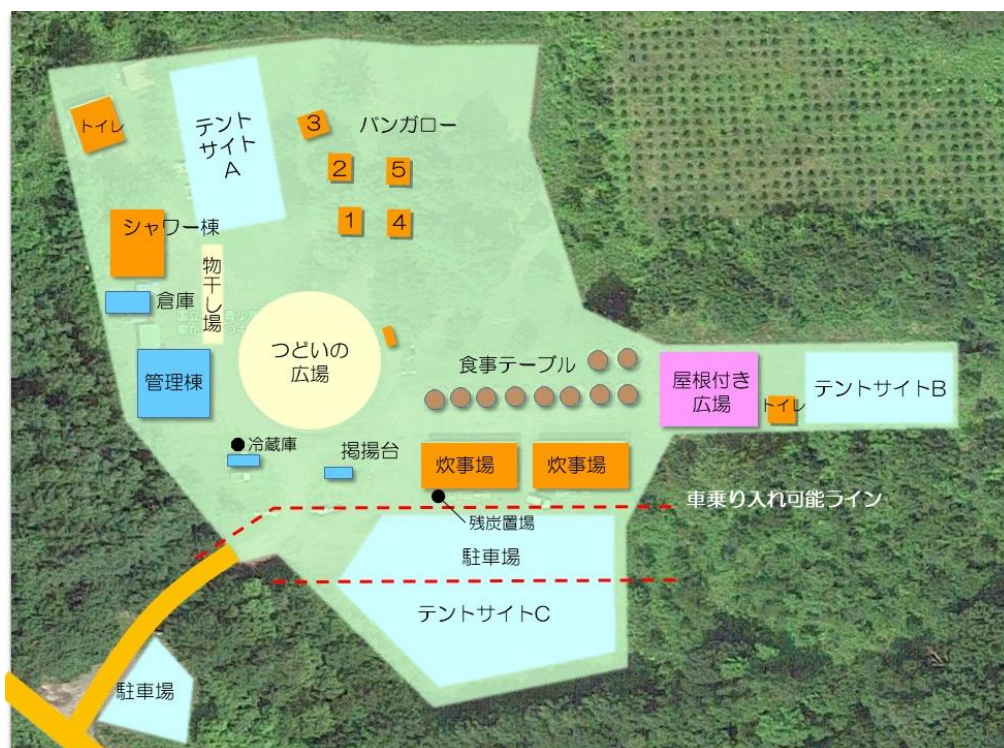 トイレ
テント
サイト
A
3
バンガロー
2
5
1
4
シャワー棟
物干し場
倉庫
つどいの
広場
管理棟
食事テーブル
屋根付き
広場
トイレ
テントサイトB
冷蔵庫
掲揚台
炊事場
炊事場
車乗り入れ可能ライン
残炭置場
駐車場
テントサイトC
駐車場